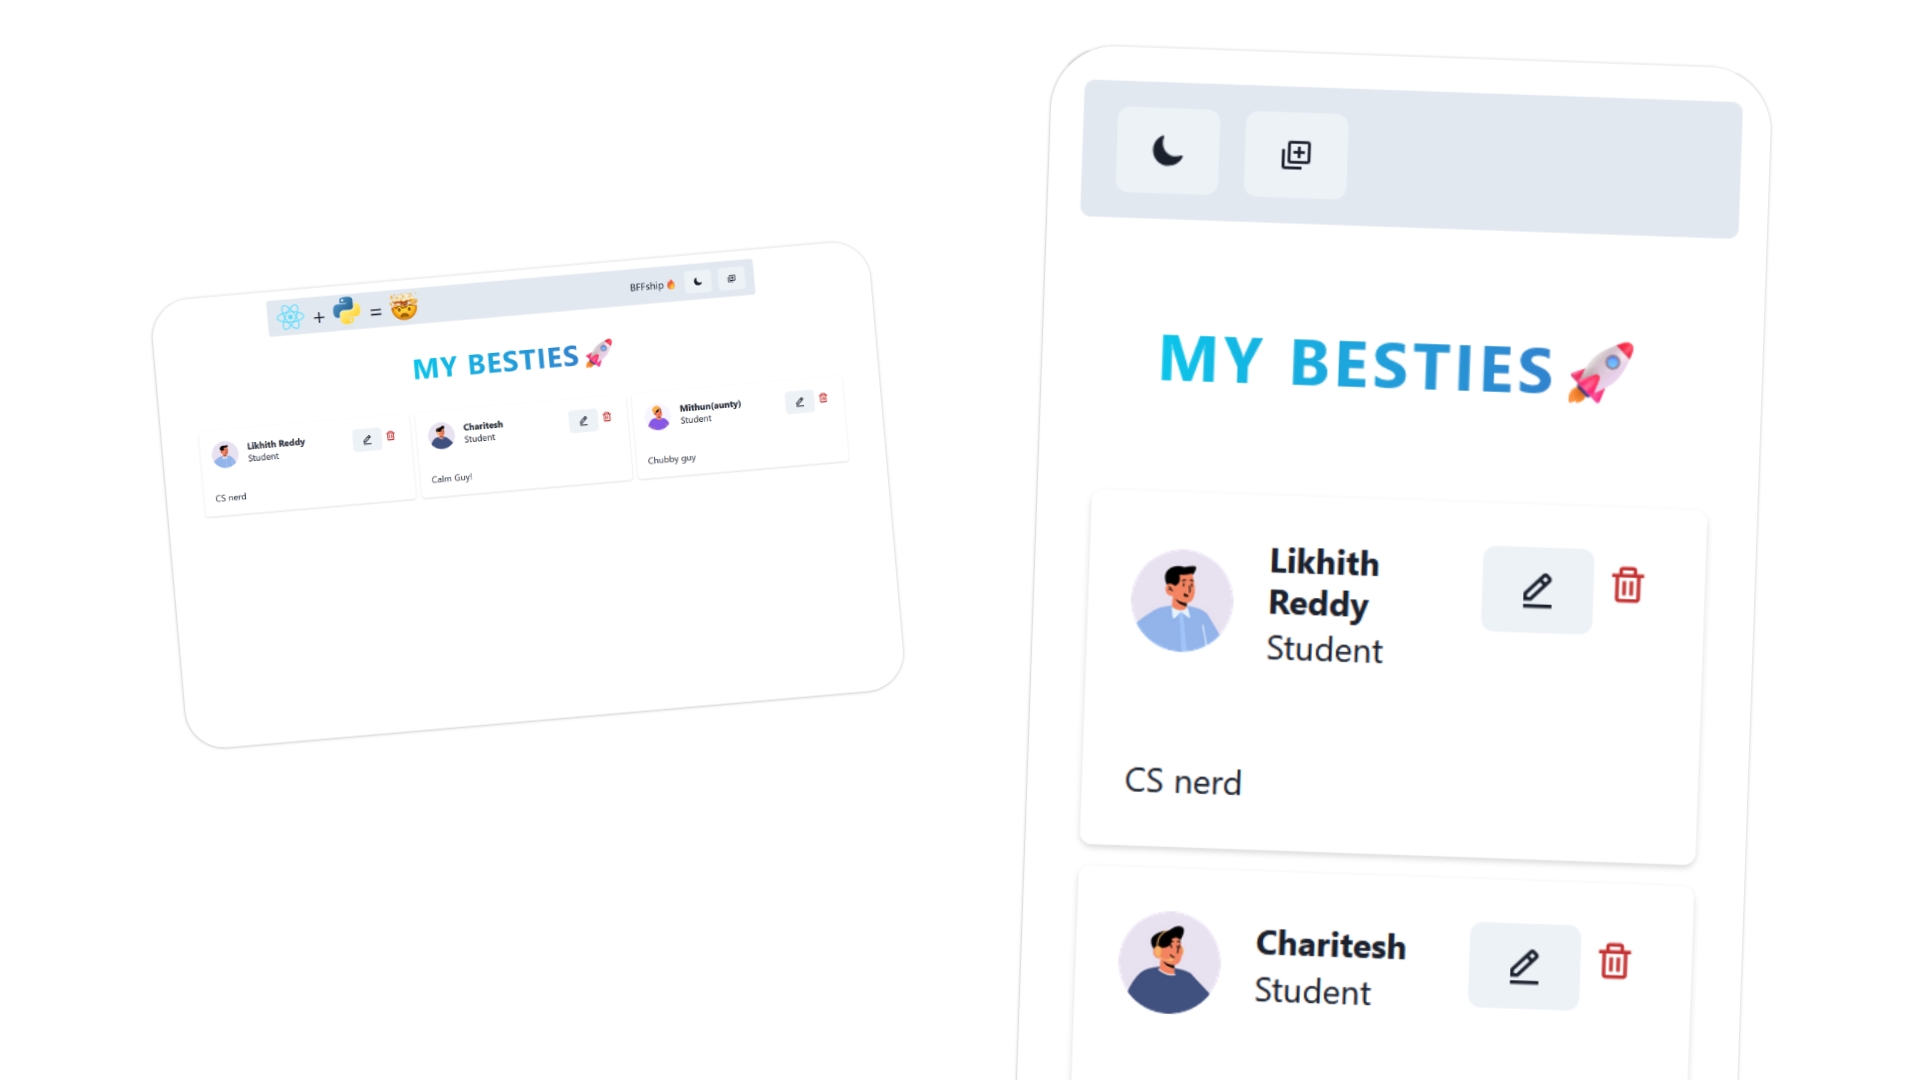 + = BFFship🔥
MY BESTIES🚀
Likhith Reddy
Student
CS nerd
Charitesh
Student
Calm Guy!
Mithun(aunty)
Student
Chubby guy
MY BESTIES🚀
Likhith
Reddy
Student
CS nerd
Charitesh
Student